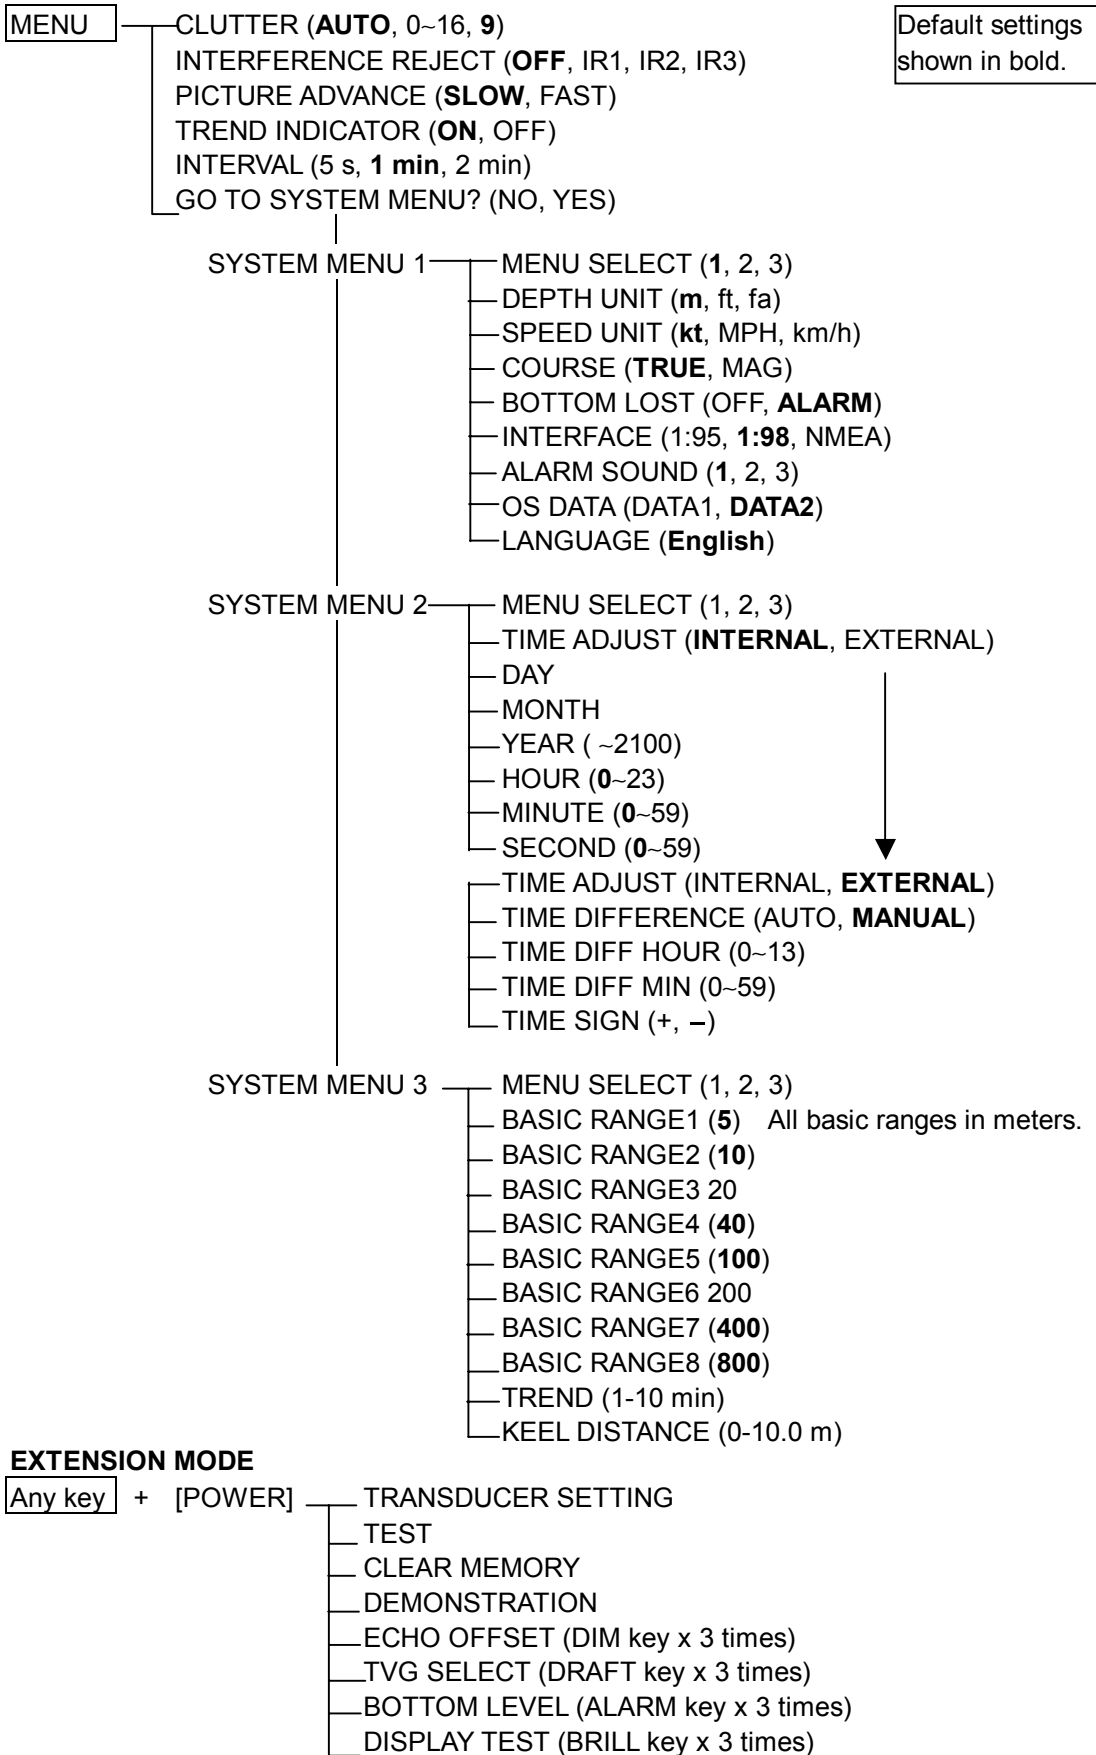 MENU
CLUTTER (AUTO, 0~16, 9)
Default settings
shown in bold.
INTERFERENCE REJECT (OFF, IR1, IR2, IR3)
PICTURE ADVANCE (SLOW, FAST)
TREND INDICATOR (ON, OFF)
INTERVAL (5 s, 1 min, 2 min)
GO TO SYSTEM MENU? (NO, YES)
SYSTEM MENU 1
MENU SELECT (1, 2, 3)
DEPTH UNIT (m, ft, fa)
SPEED UNIT (kt, MPH, km/h)
COURSE (TRUE, MAG)
BOTTOM LOST (OFF, ALARM)
INTERFACE (1:95, 1:98, NMEA)
ALARM SOUND (1, 2, 3)
OS DATA (DATA1, DATA2)
LANGUAGE (English)
SYSTEM MENU 2
MENU SELECT (1, 2, 3)
TIME ADJUST (INTERNAL, EXTERNAL)
DAY
MONTH
YEAR ( ~2100)
HOUR (0~23)
MINUTE (0~59)
SECOND (0~59)
TIME ADJUST (INTERNAL, EXTERNAL)
TIME DIFFERENCE (AUTO, MANUAL)
TIME DIFF HOUR (0~13)
TIME DIFF MIN (0~59)
TIME SIGN (+, –)
SYSTEM MENU 3
MENU SELECT (1, 2, 3)
BASIC RANGE1 (5) All basic ranges in meters.
BASIC RANGE2 (10)
BASIC RANGE3 20
BASIC RANGE4 (40)
BASIC RANGE5 (100)
BASIC RANGE6 200
BASIC RANGE7 (400)
BASIC RANGE8 (800)
TREND (1-10 min)
KEEL DISTANCE (0-10.0 m)
EXTENSION MODE
Any key + [POWER]
TRANSDUCER SETTING
TEST
CLEAR MEMORY
DEMONSTRATION
ECHO OFFSET (DIM key x 3 times)
TVG SELECT (DRAFT key x 3 times)
BOTTOM LEVEL (ALARM key x 3 times)
DISPLAY TEST (BRILL key x 3 times)